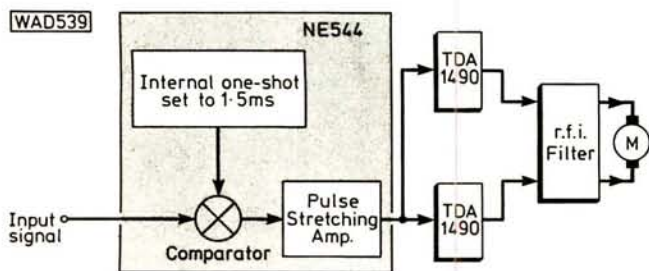 WAD539
NE544
Internal one-shot
set to 1·5ms
Input
signal
Comparator
Pulse
Stretching
Amp.
TDA
1490
TDA
1490
r.f.i.
Filter
M